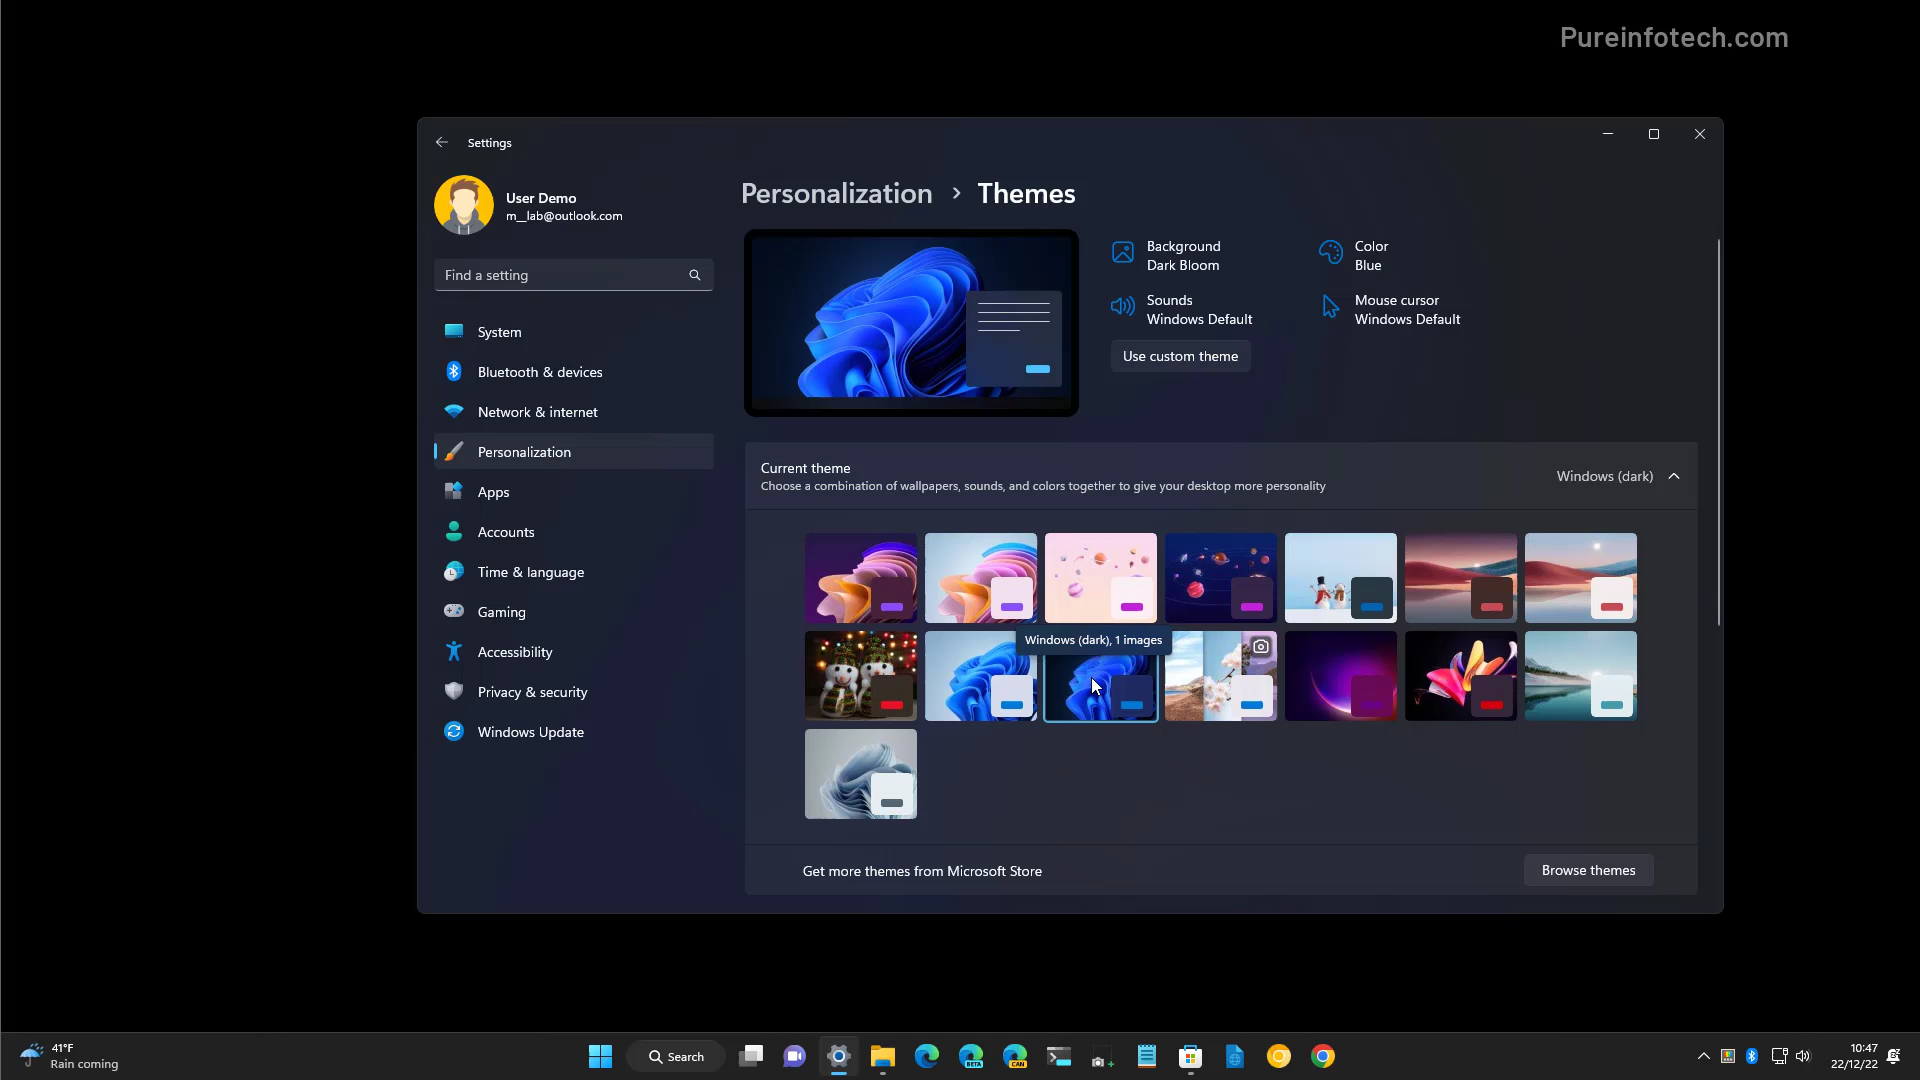 Pureinfotech.com
Settings
User Demo
m_lab@outlook.com
Find a setting
System
Bluetooth & devices
Network & internet
Personalization
Apps
Accounts
Time & language
Gaming
Accessibility
Privacy & security
Windows Update
Personalization > Themes
Background
Dark Bloom
Color
Blue
Sounds
Windows Default
Mouse cursor
Windows Default
Use custom theme
Current theme
Choose a combination of wallpapers, sounds, and colors together to give your desktop more personality
Windows (dark)
Windows (dark), 1 images
Get more themes from Microsoft Store
Browse themes
41°F
Rain coming
Search
BETA
CAN
10:47
22/12/22